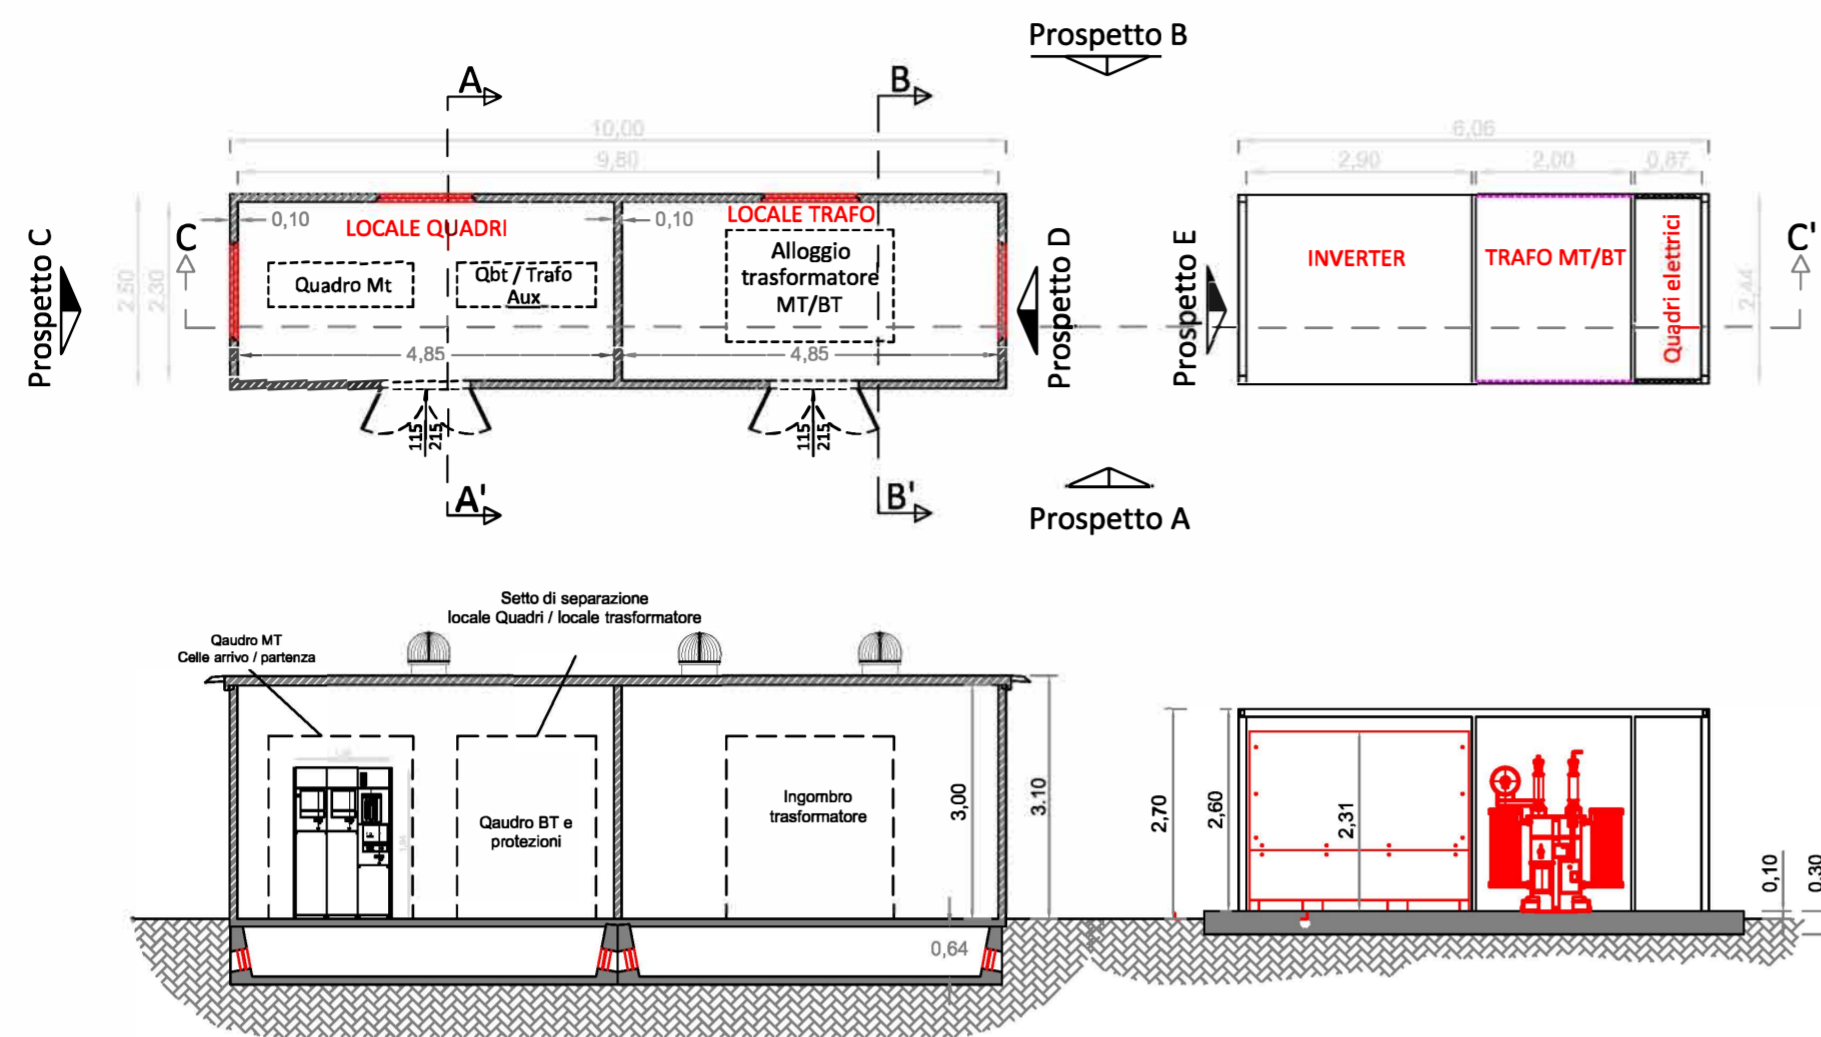 Prospetto B
A
B
10,00
9,80
6,06
2,90
2,00
0,87
0,10
0,10
LOCALE QUADRI
LOCALE TRAFO
Prospetto C
2.50
2.30
C
Quadro Mt
Qbt / Trafo
Aux
Alloggio
trasformatore
MT/BT
Prospetto D
Prospetto E
INVERTER
TRAFO MT/BT
Quadri elettrici
2,44
C'
4,85
4,85
115
215
115
215
A'
B'
Prospetto A
Setto di separazione
locale Quadri / locale trasformatore
Qaudro MT
Celle arrivo / partenza
Qaudro BT e
protezioni
Ingombro
trasformatore
3,00
3.10
2,70
2,60
2,31
0,10
0,30
0,64